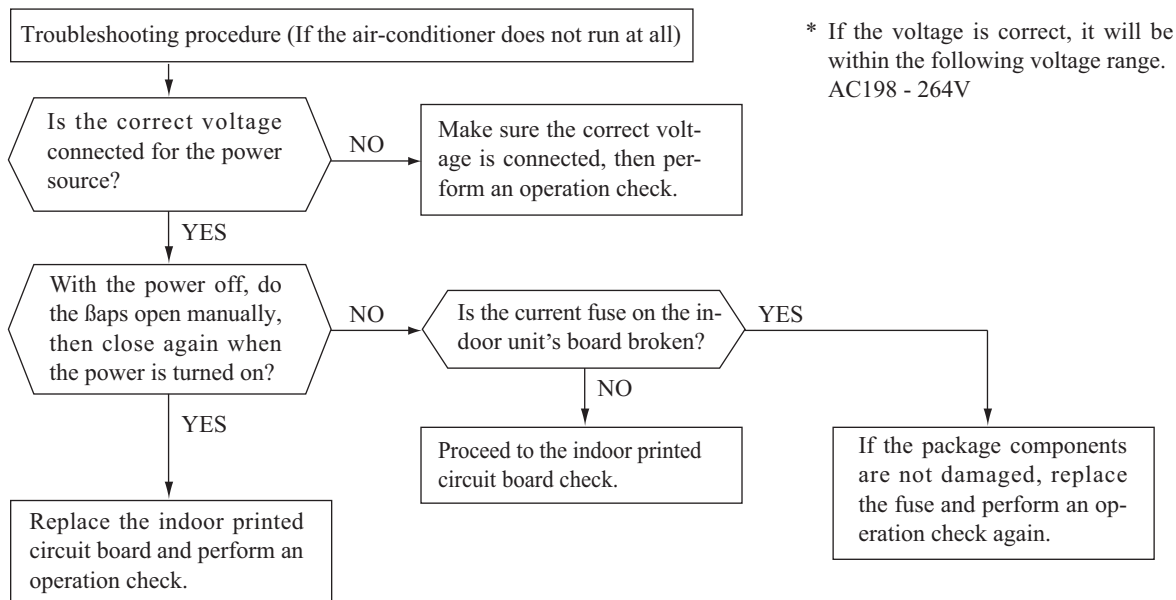 Troubleshooting procedure (If the air-conditioner does not run at all)
* If the voltage is correct, it will be
within the following voltage range.
AC198 - 264V
Is the correct voltage
connected for the power
source?
NO
Make sure the correct volt-
age is connected, then per-
form an operation check.
YES
With the power off, do
the ßaps open manually,
then close again when
the power is turned on?
NO
Is the current fuse on the in-
door unit's board broken?
YES
NO
YES
Proceed to the indoor printed
circuit board check.
If the package components
are not damaged, replace
the fuse and perform an op-
eration check again.
Replace the indoor printed
circuit board and perform an
operation check.